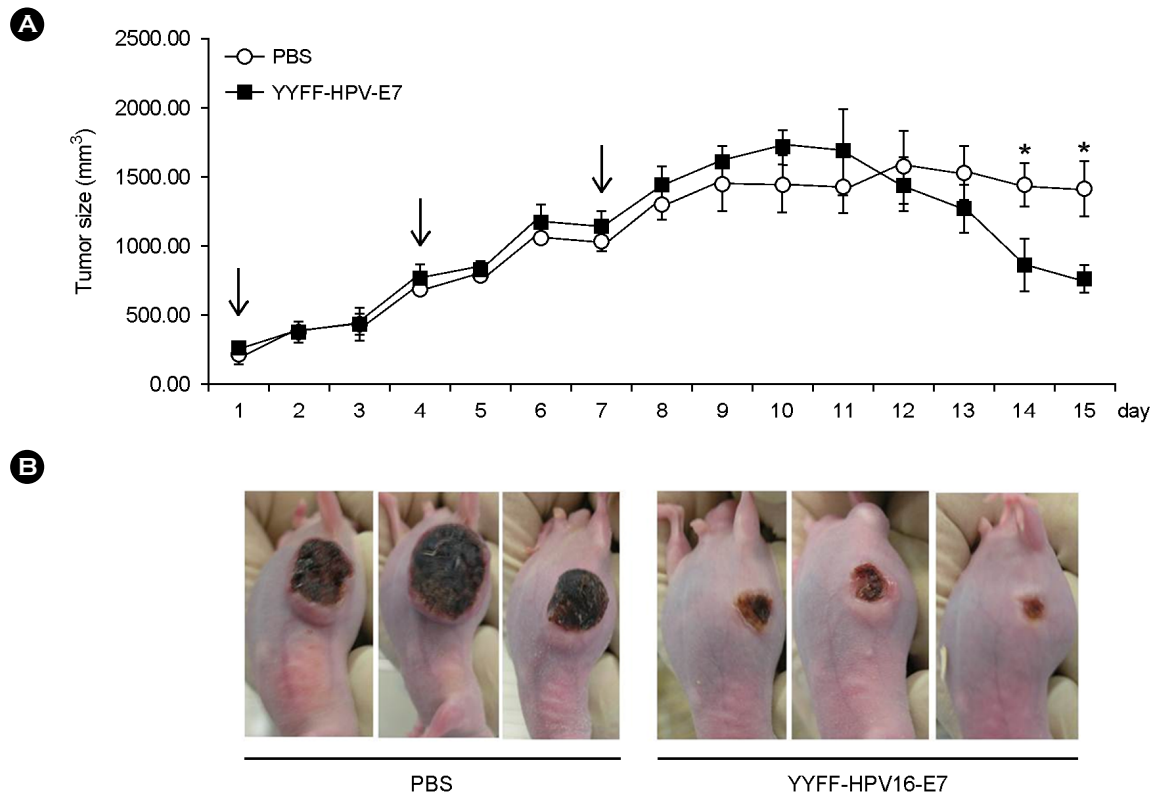 A
2500.00
2000.00
1500.00
1000.00
500.00
0.00
Tumor size (mm³)
PBS
YYFF-HPV-E7
* *
1 2 3 4 5 6 7 8 9 10 11 12 13 14 15 day
B
PBS YYFF-HPV16-E7